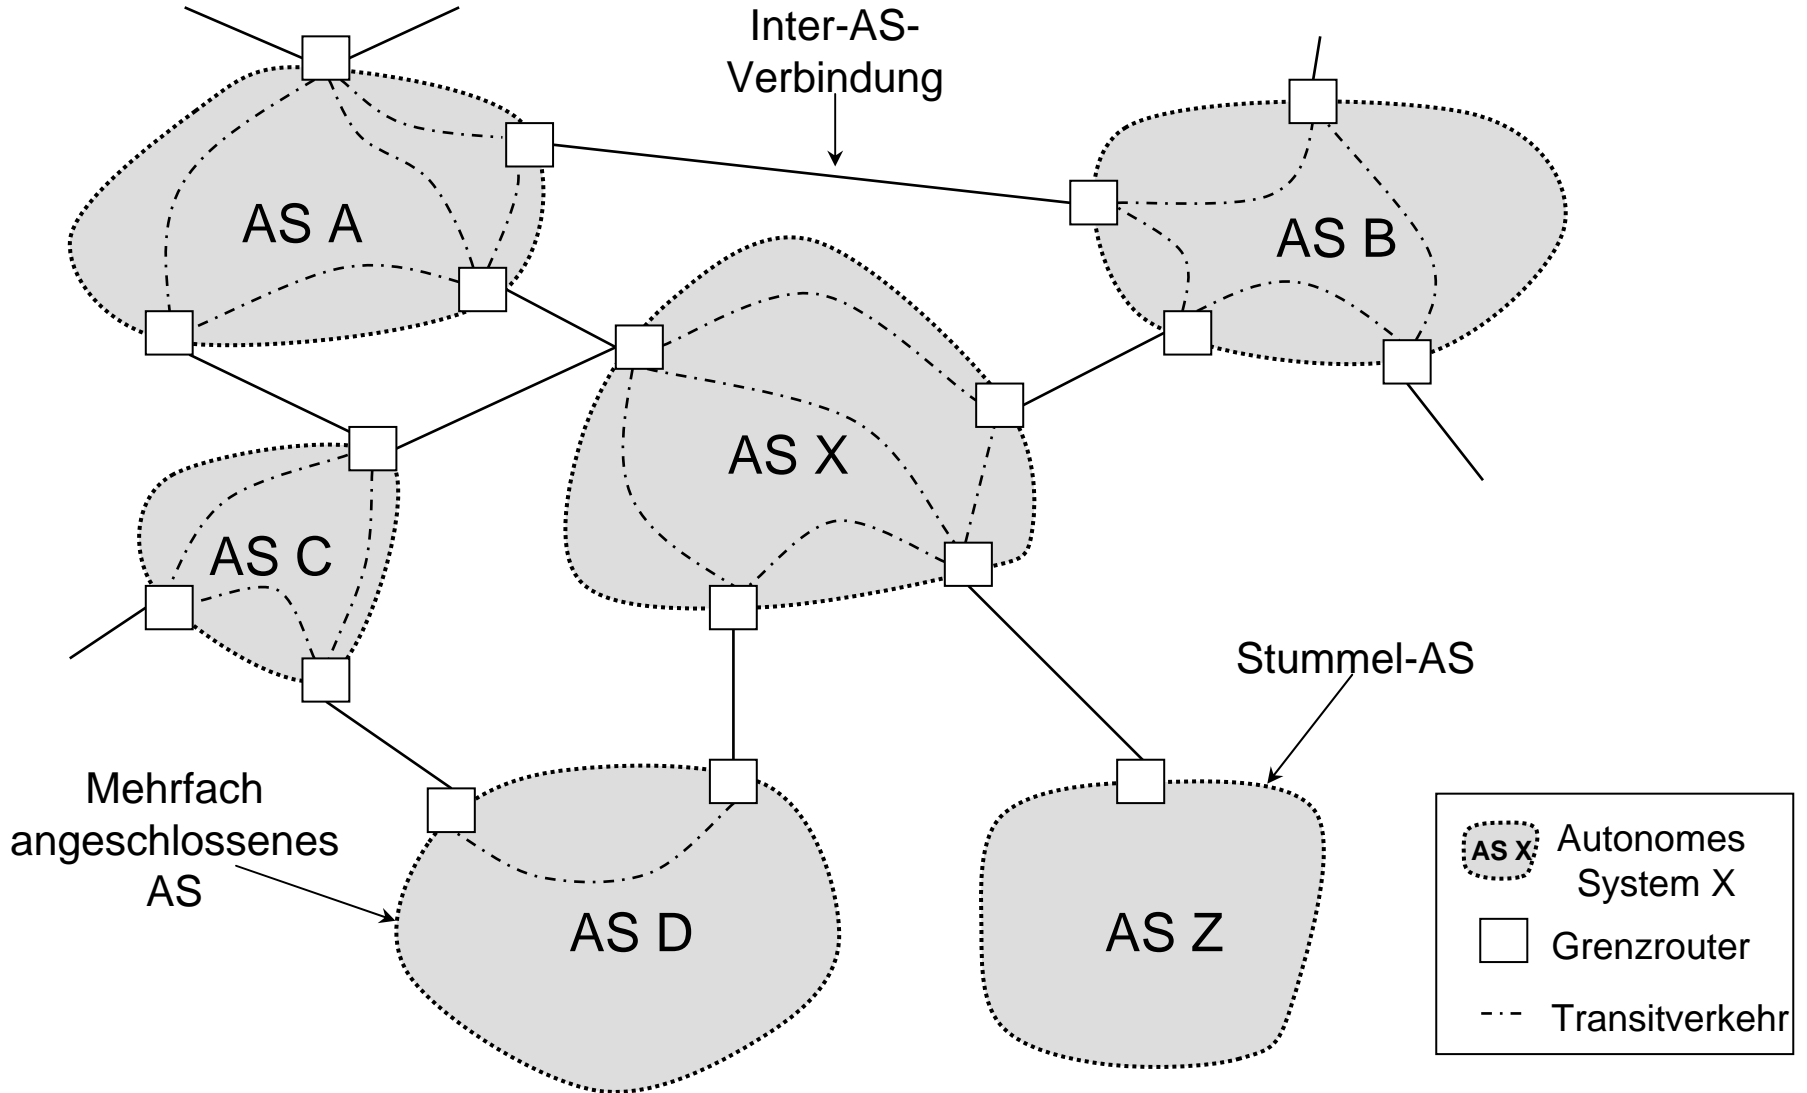 Inter-AS-
Verbindung
AS A
AS B
AS X
AS C
Stummel-AS
Mehrfach
angeschlossenes
AS
AS D
AS Z
AS X
Autonomes
System X
Grenzrouter
Transitverkehr